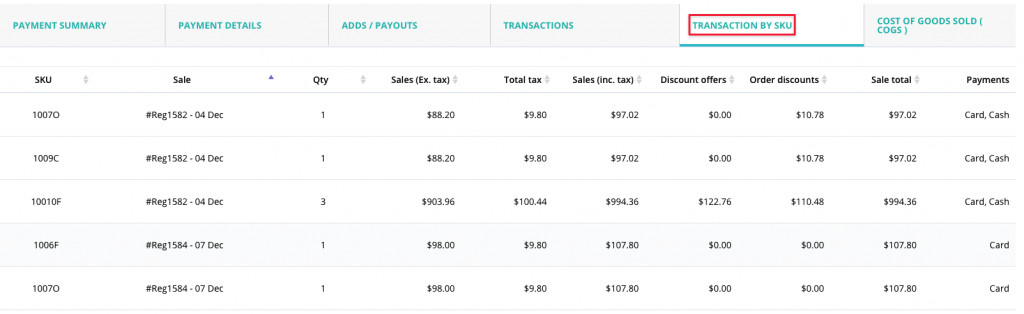 PAYMENT SUMMARY PAYMENT DETAILS ADDS / PAYOUTS TRANSACTIONS TRANSACTION BY SKU COST OF GOODS SOLD (
COGS )
SKU Sale Qty Sales (Ex. tax) Total tax Sales (inc. tax) Discount offers Order discounts Sale total Payments
1007O #Reg1582 - 04 Dec 1 $88.20 $9.80 $97.02 $0.00 $10.78 $97.02 Card, Cash
1009C #Reg1582 - 04 Dec 1 $88.20 $9.80 $97.02 $0.00 $10.78 $97.02 Card, Cash
10010F #Reg1582 - 04 Dec 3 $903.96 $100.44 $994.36 $122.76 $110.48 $994.36 Card, Cash
1006F #Reg1584 - 07 Dec 1 $98.00 $9.80 $107.80 $0.00 $0.00 $107.80 Card
1007O #Reg1584 - 07 Dec 1 $98.00 $9.80 $107.80 $0.00 $0.00 $107.80 Card